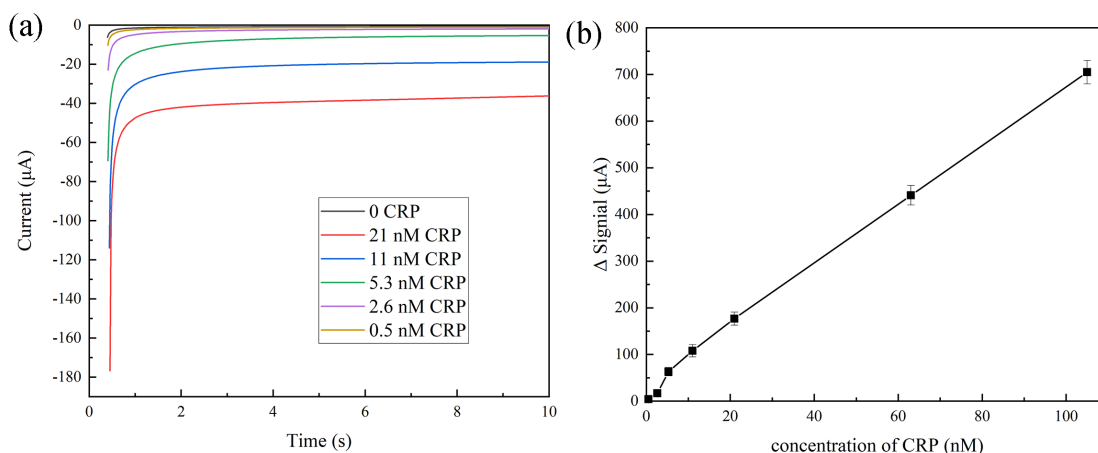 (a)
0
-20
-40
-60
-80
-100
-120
-140
-160
-180
Current (μA)
0 CRP
21 nM CRP
11 nM CRP
5.3 nM CRP
2.6 nM CRP
0.5 nM CRP
0 2 4 6 8 10
Time (s)
(b)
800
700
600
500
400
300
200
100
0
Δ Signial (μA)
0 20 40 60 80 100
concentration of CRP (nM)